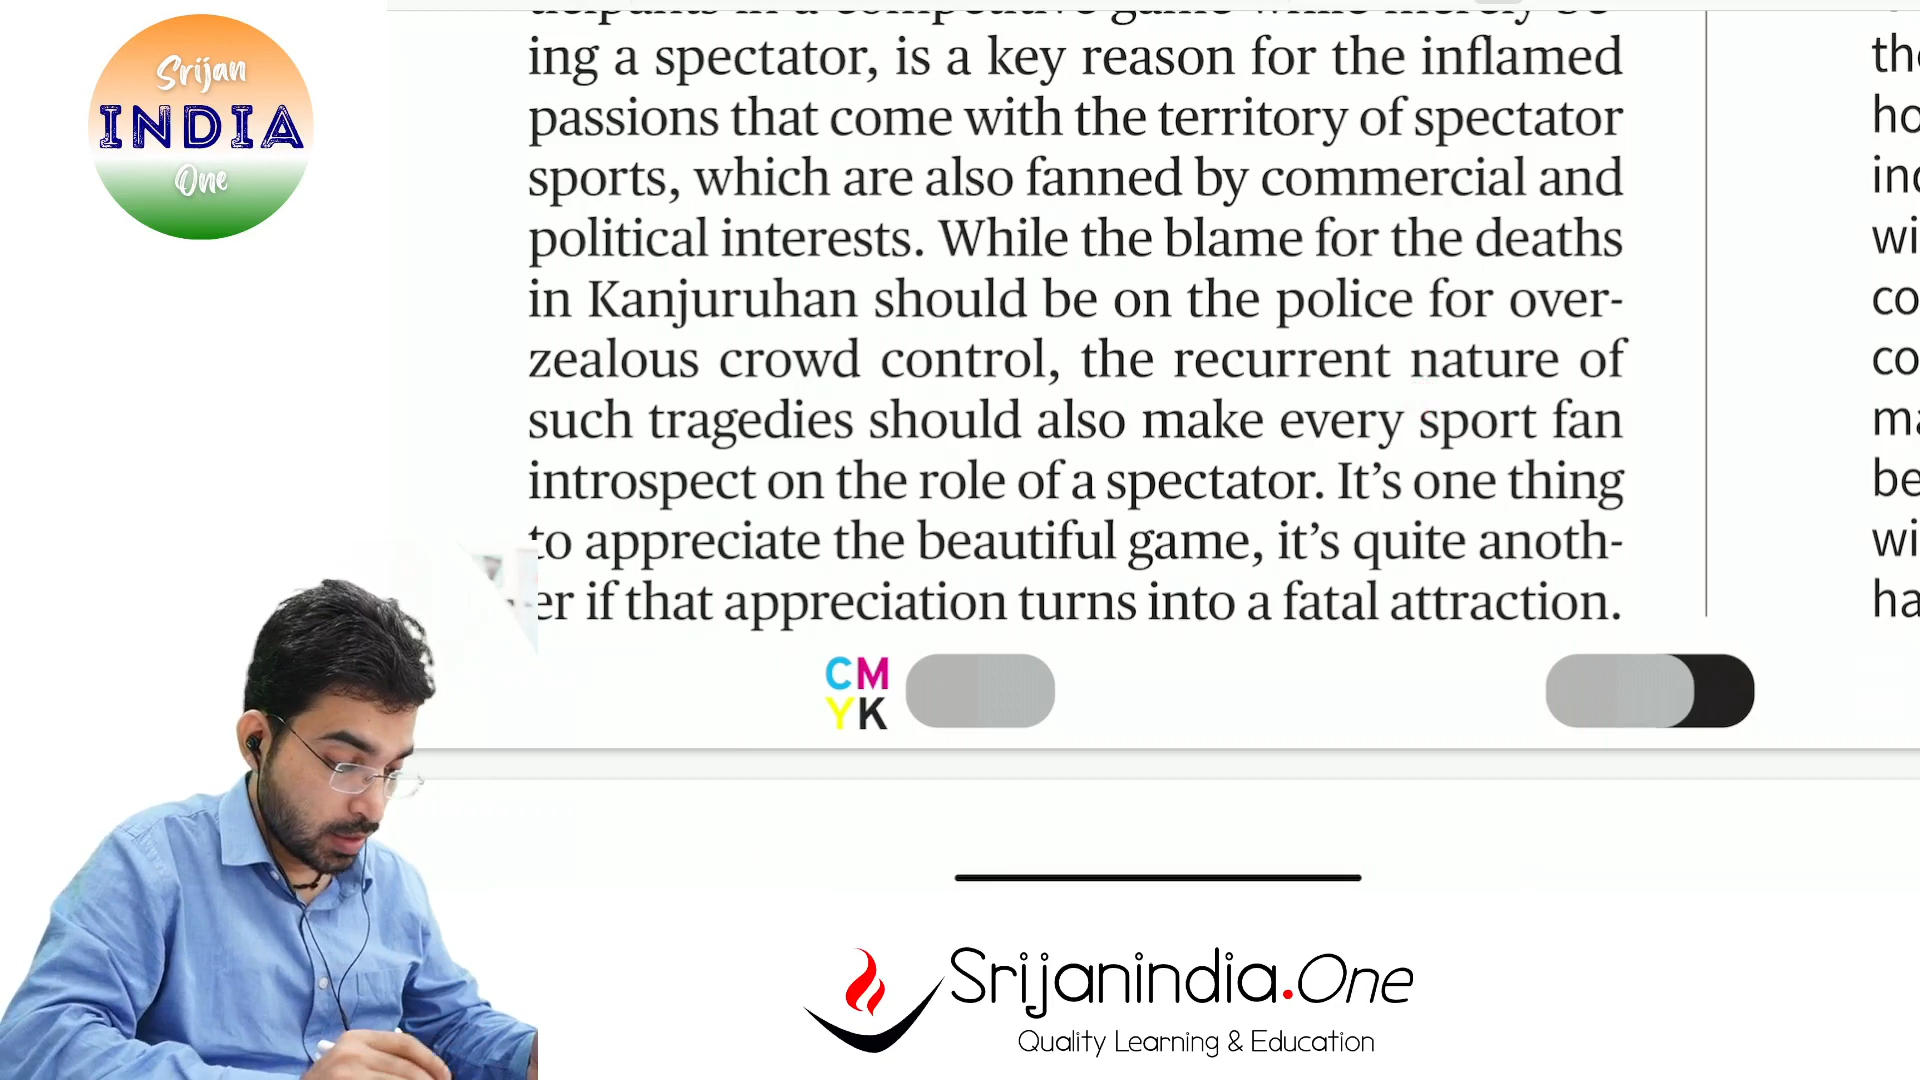 Srijan
INDIA
One
ing a spectator, is a key reason for the inflamed
passions that come with the territory of spectator
sports, which are also fanned by commercial and
political interests. While the blame for the deaths
in Kanjuruhan should be on the police for over-
zealous crowd control, the recurrent nature of
such tragedies should also make every sport fan
introspect on the role of a spectator. It's one thing
to appreciate the beautiful game, it's quite anoth-
er if that appreciation turns into a fatal attraction.
CM
YK
Srijanindia.One
Quality Learning & Education